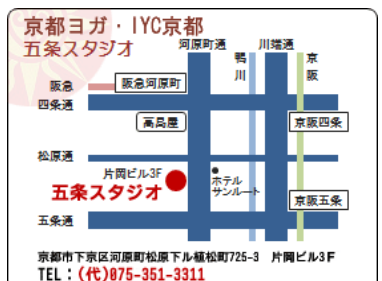 京都ヨガ・IYC京都
五条スタジオ
河原町通
川端通
鴨川
京阪
阪急
阪急河原町
四条通
高島屋
京阪四条
松原通
片岡ビル3F
五条スタジオ
ホテル
サンルート
京阪五条
五条通
京都市下京区河原町松原下ル植松町725-3 片岡ビル3F
TEL:(代)075-351-3311